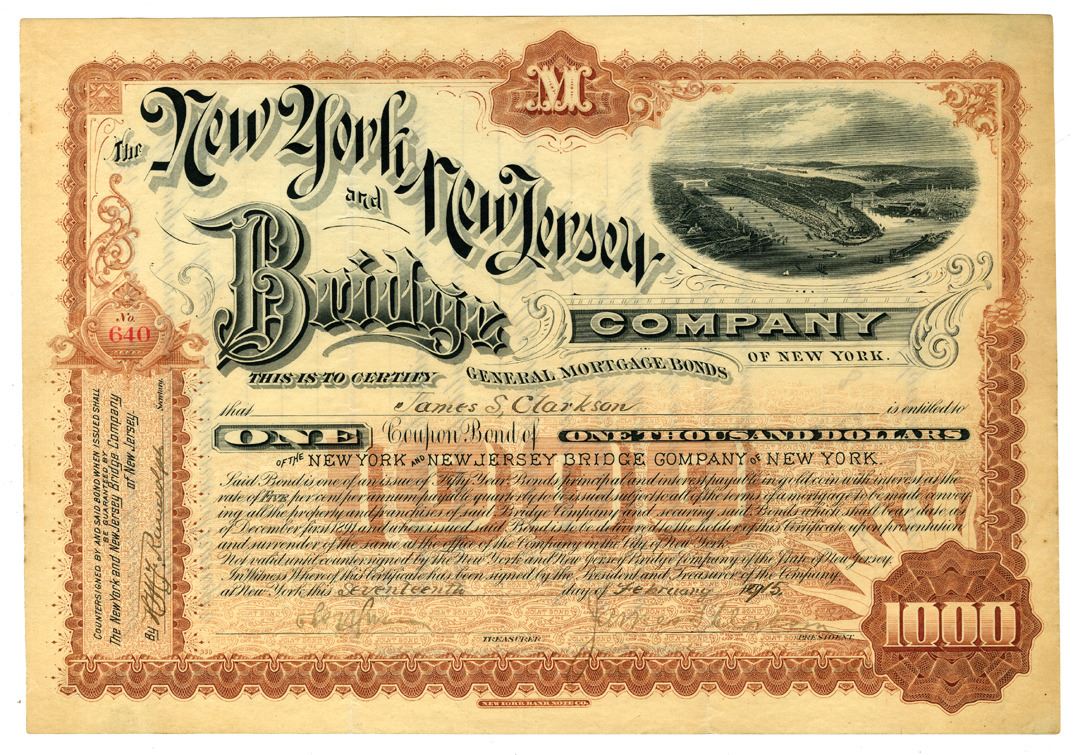 M
The New York
and New Jersey
Bridge
COMPANY
OF NEW YORK.
No.
640
THIS IS TO CERTIFY GENERAL MORTGAGE BONDS
that James S. Clarkson is entitled to
ONE Coupon Bond of ONE THOUSAND DOLLARS
OF THE NEW YORK AND NEW JERSEY BRIDGE COMPANY OF NEW YORK.
Said Bond is one of an issue of Fifty Year Bonds principal and interest payable in gold coin with interest at the
rate of Five per cent per annum payable quarterly to be issued subject to all of the terms of a mortgage to be made convey
ing all the property and franchises of said Bridge Company and securing said Bonds which shall bear date as
of December first 1891 and when issued said Bond is to be delivered to the holder of this Certificate upon presentation
and surrender of the same at the office of the Company in the City of New York.
Not valid until countersigned by the New York and New Jersey Bridge Company of the State of New Jersey.
In Witness Whereof this Certificate has been signed by the President and Treasurer of the Company.
at New York this Seventeenth day of February
TREASURER PRESIDENT
1000
1000
COUNTERSIGNED BY AND SAID BOND WHEN ISSUED SHALL
BE GUARANTEED BY
The New York and New Jersey Bridge Company
of New Jersey.
By Secretary.
NEW YORK BANK NOTE CO.